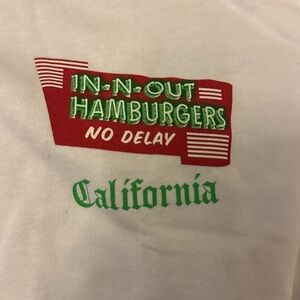 IN-N-OUT
HAMBURGERS
NO DELAY
California